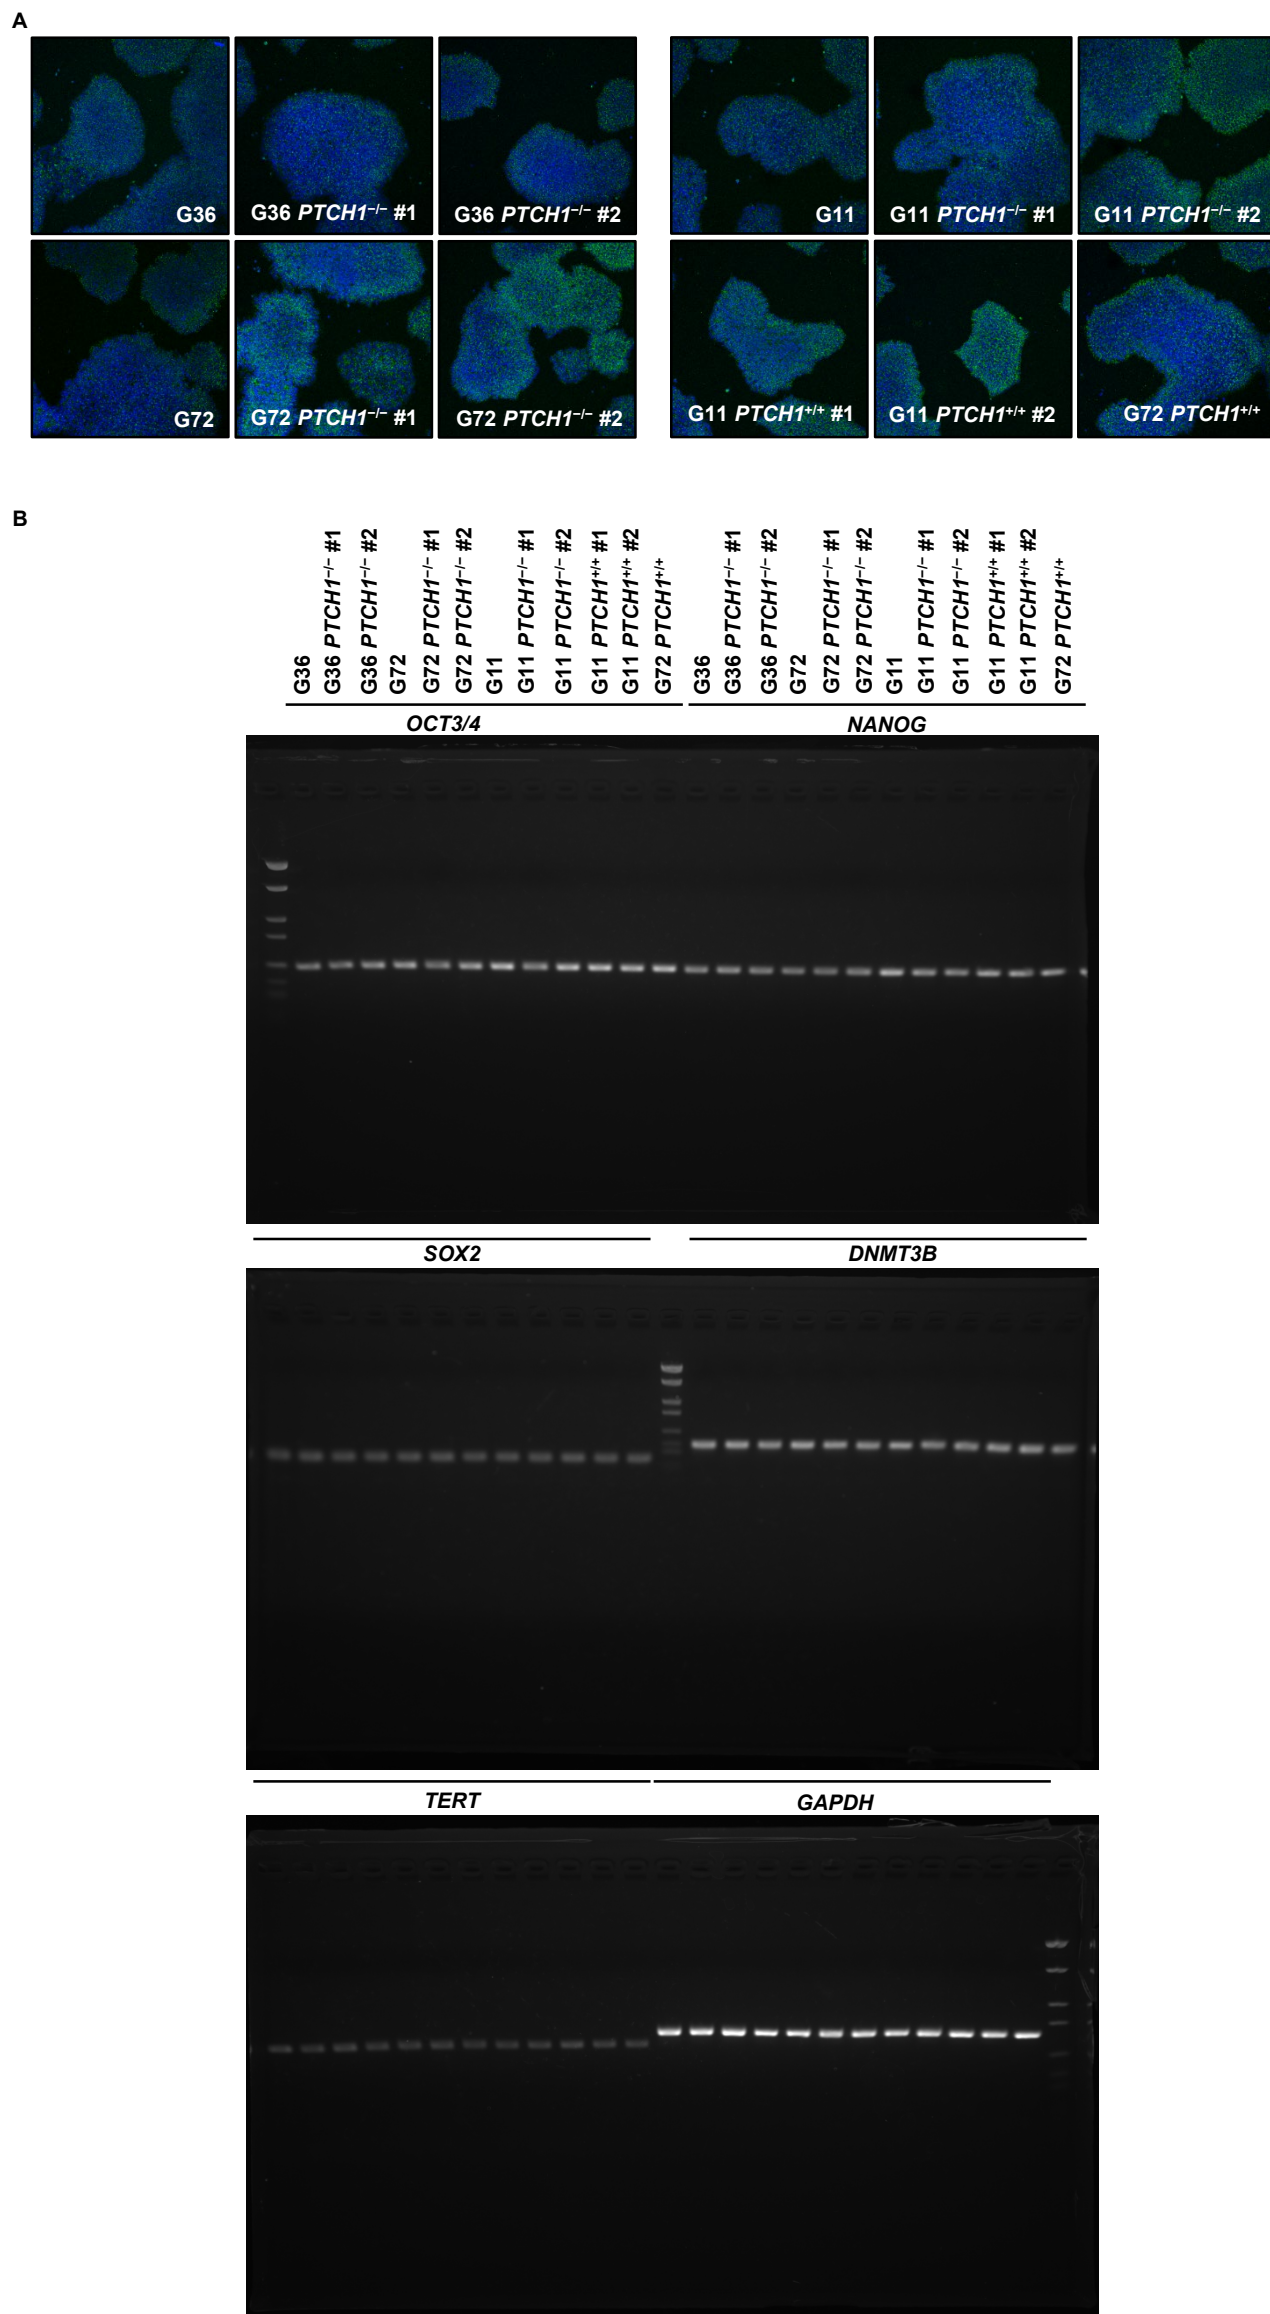 A
G36
G36 PTCH1⁻/⁻ #1
G36 PTCH1⁻/⁻ #2
G11
G11 PTCH1⁻/⁻ #1
G11 PTCH1⁻/⁻ #2
G72
G72 PTCH1⁻/⁻ #1
G72 PTCH1⁻/⁻ #2
G11 PTCH1⁺/⁺ #1
G11 PTCH1⁺/⁺ #2
G72 PTCH1⁺/⁺
B
G36
G36 PTCH1⁻/⁻ #1
G36 PTCH1⁻/⁻ #2
G72
G72 PTCH1⁻/⁻ #1
G72 PTCH1⁻/⁻ #2
G11
G11 PTCH1⁻/⁻ #1
G11 PTCH1⁻/⁻ #2
G11 PTCH1⁺/⁺ #1
G11 PTCH1⁺/⁺ #2
G72 PTCH1⁺/⁺
G36
G36 PTCH1⁻/⁻ #1
G36 PTCH1⁻/⁻ #2
G72
G72 PTCH1⁻/⁻ #1
G72 PTCH1⁻/⁻ #2
G11
G11 PTCH1⁻/⁻ #1
G11 PTCH1⁻/⁻ #2
G11 PTCH1⁺/⁺ #1
G11 PTCH1⁺/⁺ #2
G72 PTCH1⁺/⁺
OCT3/4
NANOG
SOX2
DNMT3B
TERT
GAPDH